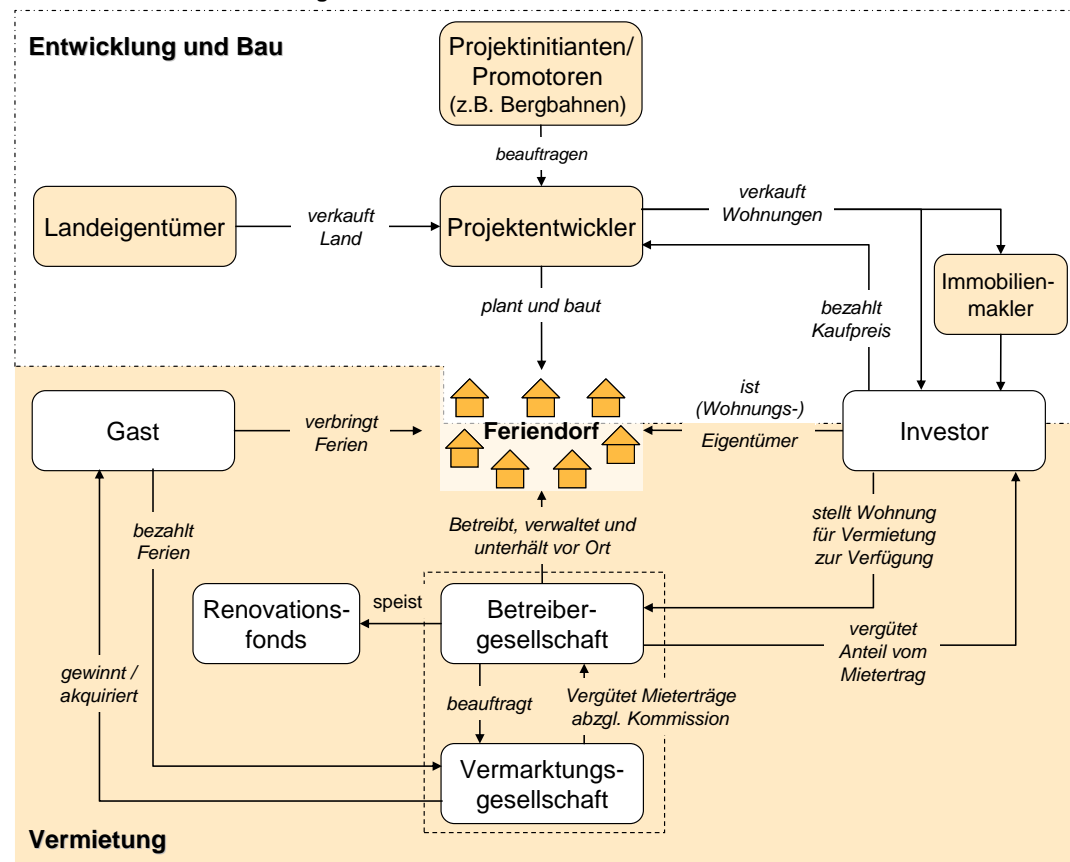 Entwicklung und Bau
Projektinitianten/
Promotoren
(z.B. Bergbahnen)
beauftragen
Landeigentümer
verkauft
Land
Projektentwickler
verkauft
Wohnungen
Immobilien-
makler
plant und baut
bezahlt
Kaufpreis
Gast
verbringt
Ferien
Feriendorf
ist
(Wohnungs-)
Eigentümer
Investor
bezahlt
Ferien
Betreibt, verwaltet und
unterhält vor Ort
stellt Wohnung
für Vermietung
zur Verfügung
Renovations-
fonds
speist
Betreiber-
gesellschaft
vergütet
Anteil vom
Mietertrag
gewinnt /
akquiriert
beauftragt
Vergütet Mieterträge
abzgl. Kommission
Vermarktungs-
gesellschaft
Vermietung